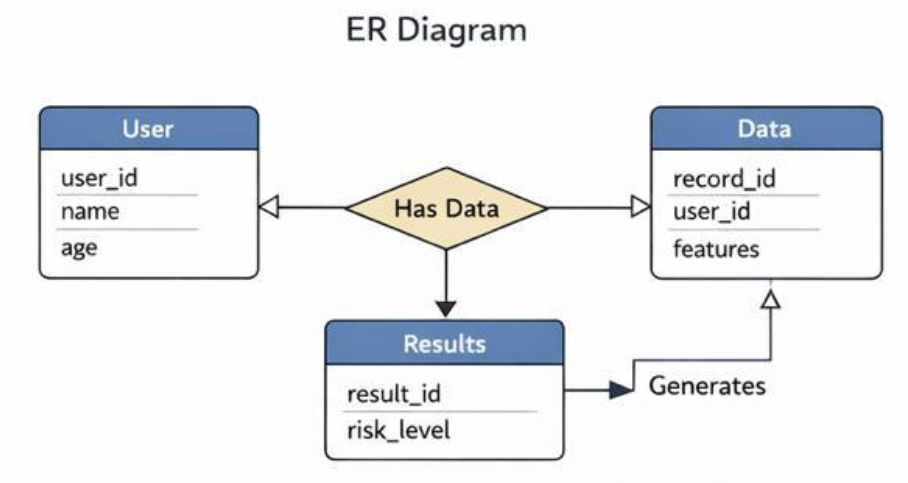 ER Diagram
User
user_id
name
age
Has Data
Data
record_id
user_id
features
Results
result_id
risk_level
Generates